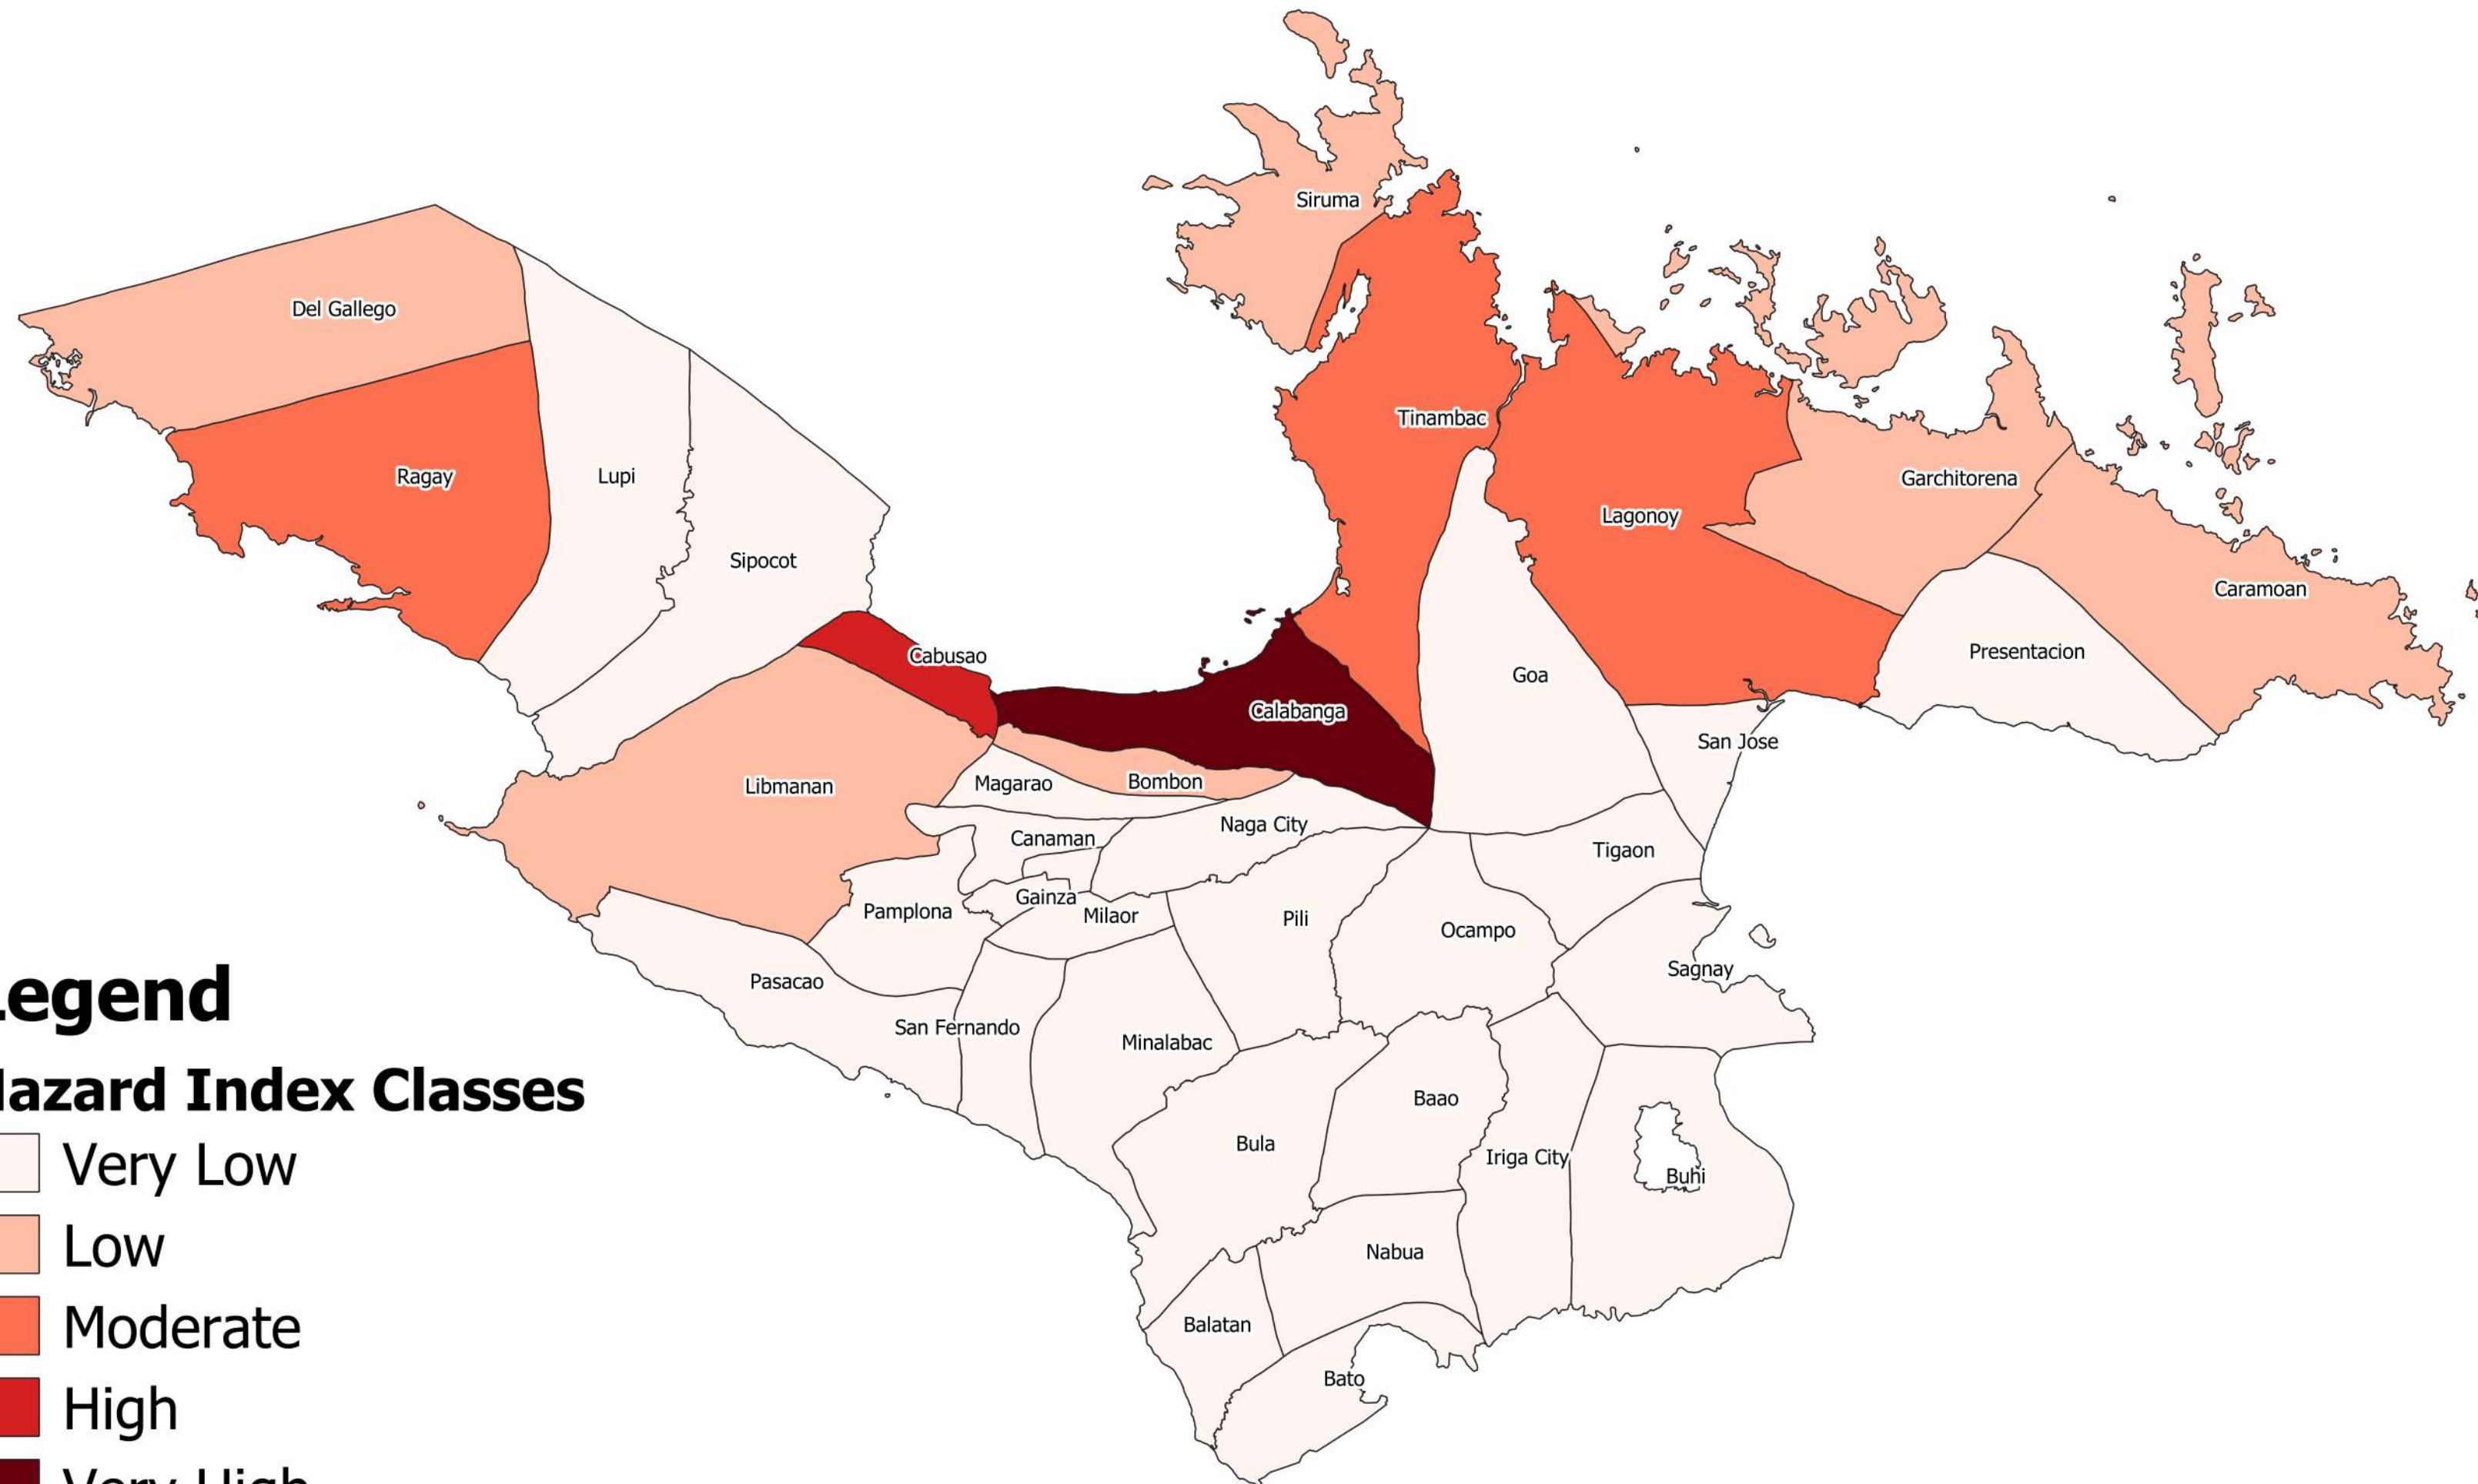 Siruma
Del Gallego
Tinambac
Ragay
Lupi
Garchitorena
Lagonoy
Sipocot
Caramoan
Cabusao
Presentacion
Goa
Calabanga
San Jose
Libmanan
Magarao
Bombon
Naga City
Canaman
Tigaon
Gainza
Pamplona
Milaor
Pili
Ocampo
Sagnay
Pasacao
San Fernando
Minalabac
Baao
Bula
Iriga City
Buhi
Nabua
Balatan
Bato
Legend
Hazard Index Classes
Very Low
Low
Moderate
High
Very High